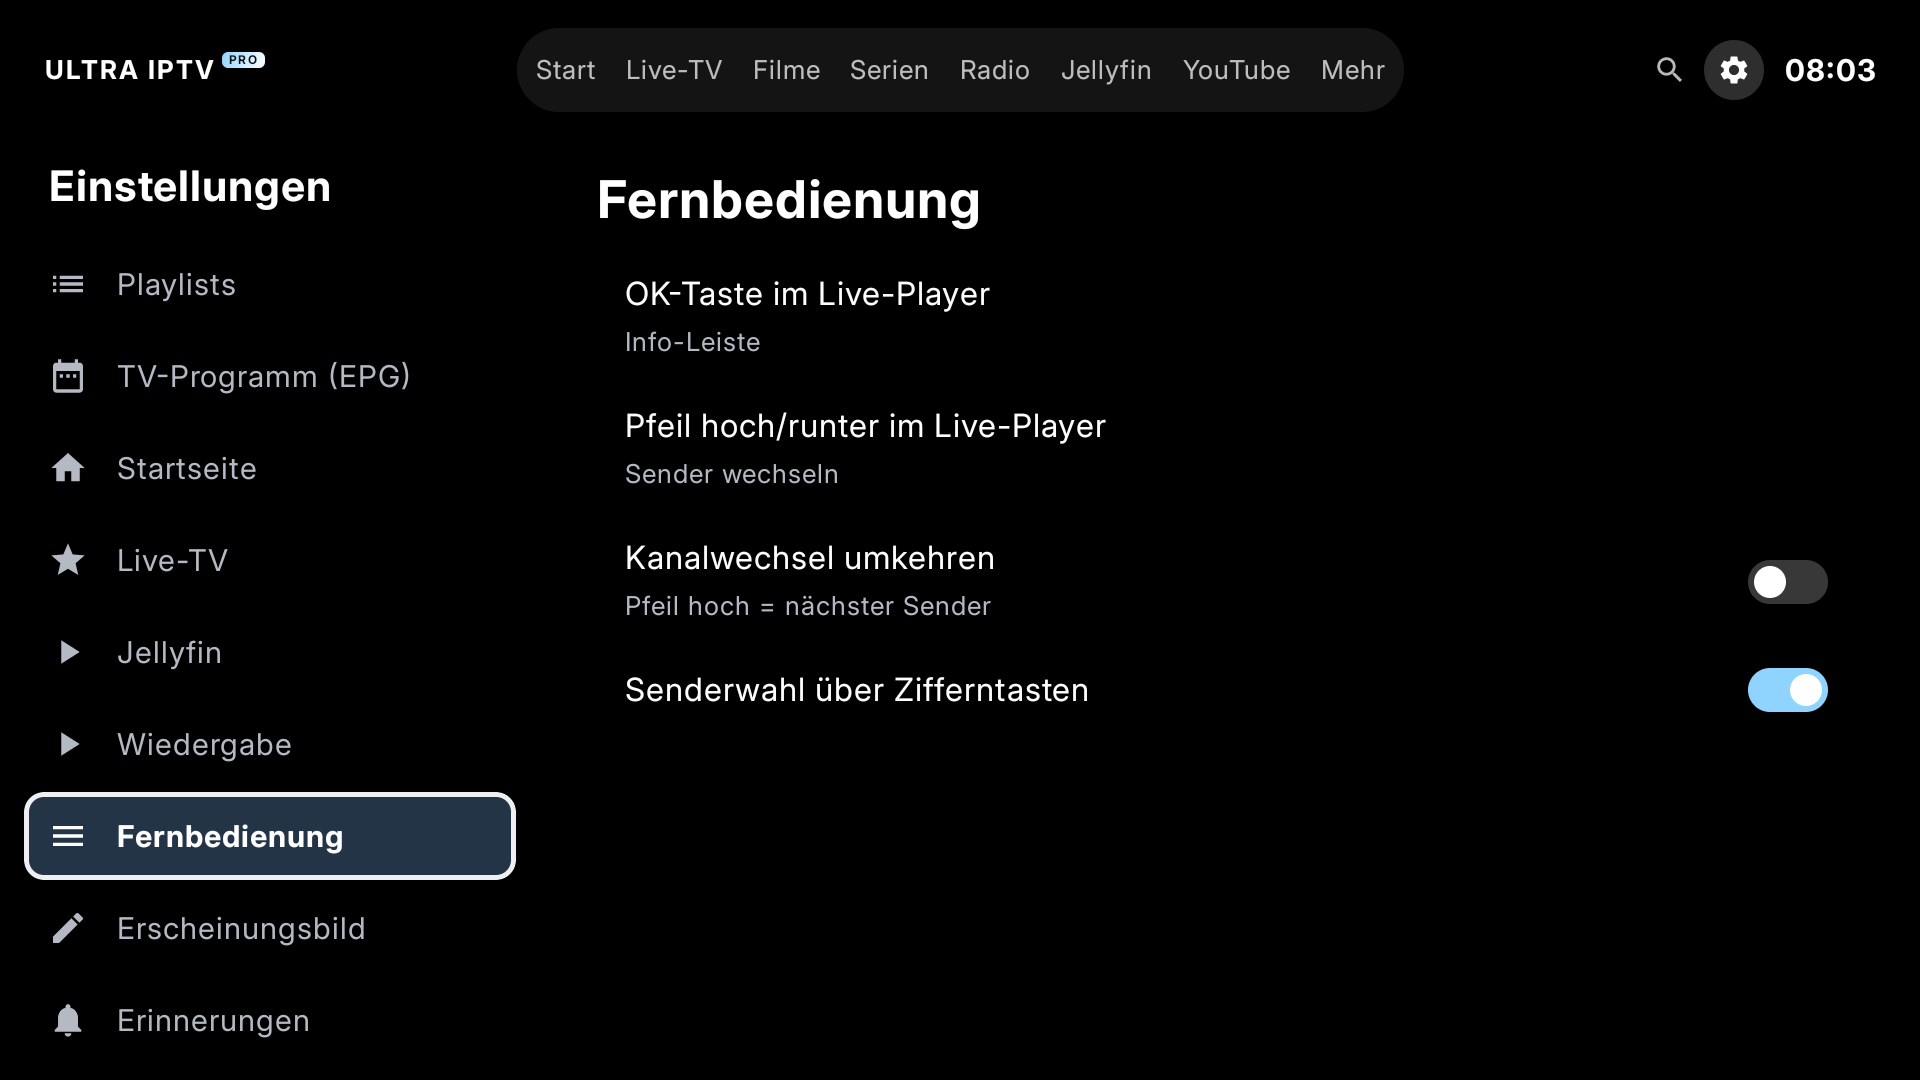 ULTRA IPTV PRO
Start Live-TV Filme Serien Radio Jellyfin YouTube Mehr
08:03
Einstellungen
Playlists
TV-Programm (EPG)
Startseite
Live-TV
Jellyfin
Wiedergabe
Fernbedienung
Erscheinungsbild
Erinnerungen
Fernbedienung
OK-Taste im Live-Player
Info-Leiste
Pfeil hoch/runter im Live-Player
Sender wechseln
Kanalwechsel umkehren
Pfeil hoch = nächster Sender
Senderwahl über Zifferntasten